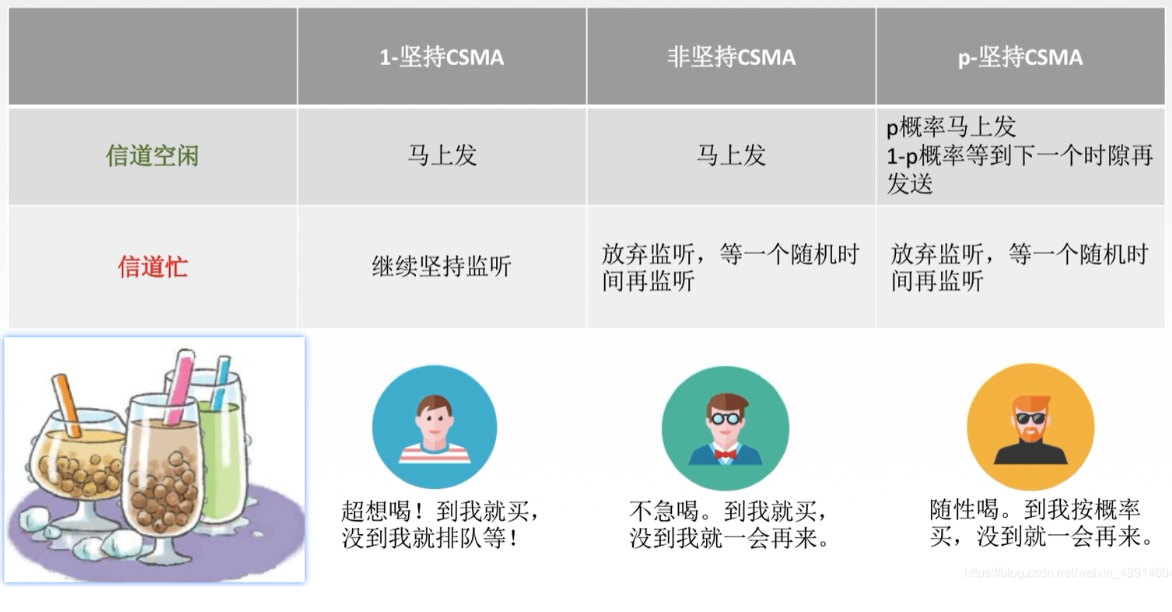 1-坚持CSMA
非坚持CSMA
p-坚持CSMA
信道空闲
马上发
马上发
p概率马上发
1-p概率等到下一个时隙再
发送
信道忙
继续坚持监听
放弃监听，等一个随机时
间再监听
放弃监听，等一个随机时
间再监听
超想喝！到我就买，
没到我就排队等！
不急喝。到我就买，
没到我就一会再来。
随性喝。到我按概率
买，没到就一会再来。